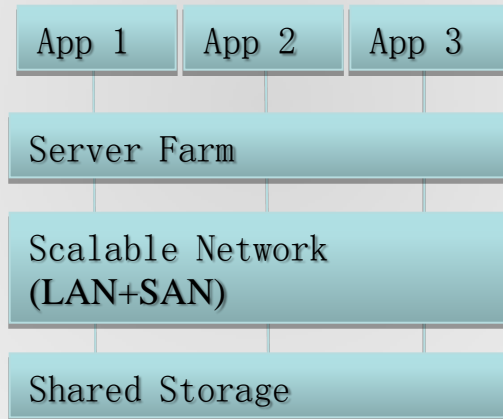 App 1 App 2 App 3
Server Farm
Scalable Network
(LAN+SAN)
Shared Storage